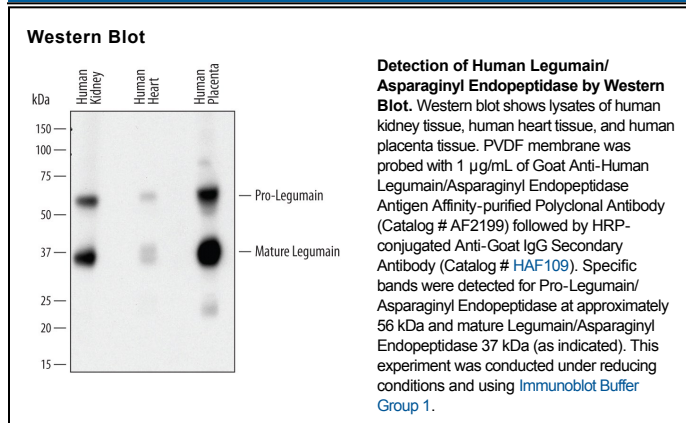 Western Blot
kDa
Human
Kidney
Human
Heart
Human
Placenta
150
100
75
50
37
25
20
15
Pro-Legumain
Mature Legumain
Detection of Human Legumain/
Asparaginyl Endopeptidase by Western
Blot. Western blot shows lysates of human
kidney tissue, human heart tissue, and human
placenta tissue. PVDF membrane was
probed with 1 µg/mL of Goat Anti-Human
Legumain/Asparaginyl Endopeptidase
Antigen Affinity-purified Polyclonal Antibody
(Catalog # AF2199) followed by HRP-
conjugated Anti-Goat IgG Secondary
Antibody (Catalog # HAF109). Specific
bands were detected for Pro-Legumain/
Asparaginyl Endopeptidase at approximately
56 kDa and mature Legumain/Asparaginyl
Endopeptidase 37 kDa (as indicated). This
experiment was conducted under reducing
conditions and using Immunoblot Buffer
Group 1.